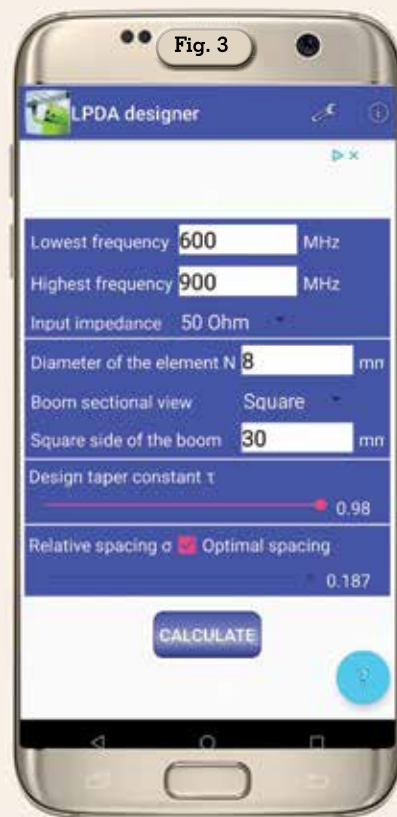 Fig. 3
LPDA designer
Lowest frequency 600 MHz
Highest frequency 900 MHz
Input impedance 50 Ohm
Diameter of the element N 8 mm
Boom sectional view Square
Square side of the boom 30 mm
Design taper constant τ
0.98
Relative spacing σ Optimal spacing
0.187
CALCULATE
?